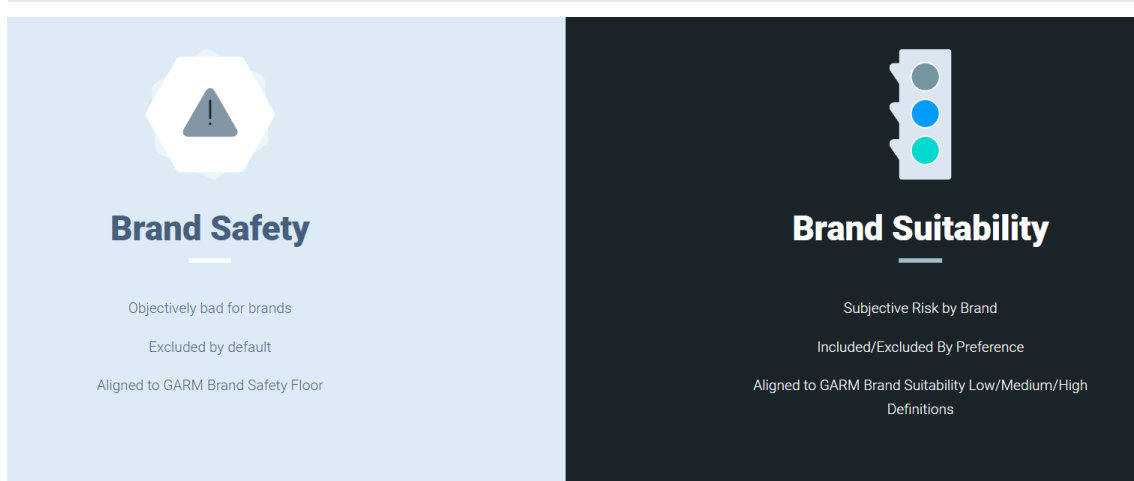 Brand Safety
Objectively bad for brands
Excluded by default
Aligned to GARM Brand Safety Floor
Brand Suitability
Subjective Risk by Brand
Included/Excluded By Preference
Aligned to GARM Brand Suitability Low/Medium/High
Definitions